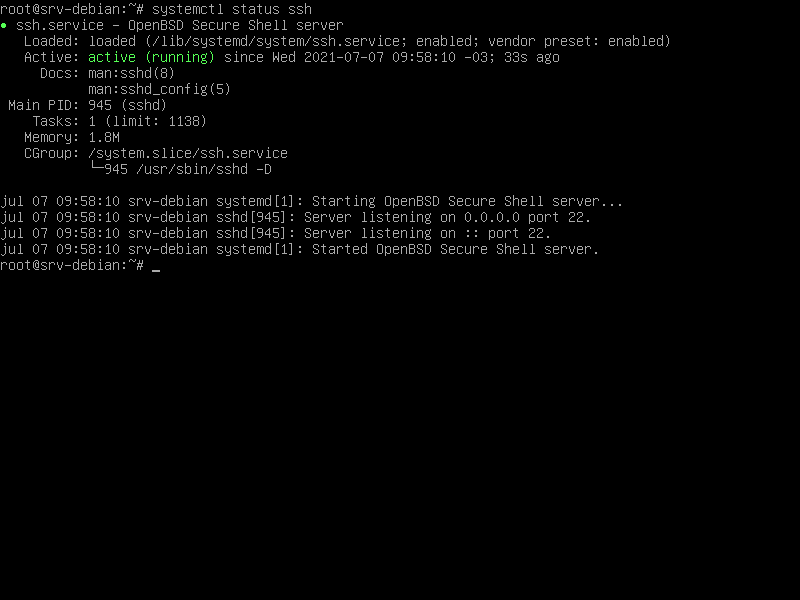 root@srv-debian:~# systemctl status ssh
● ssh.service - OpenBSD Secure Shell server
   Loaded: loaded (/lib/systemd/system/ssh.service; enabled; vendor preset: enabled)
   Active: active (running) since Wed 2021-07-07 09:58:10 -03; 33s ago
     Docs: man:sshd(8)
           man:sshd_config(5)
 Main PID: 945 (sshd)
    Tasks: 1 (limit: 1138)
   Memory: 1.8M
   CGroup: /system.slice/ssh.service
           └─945 /usr/sbin/sshd -D

jul 07 09:58:10 srv-debian systemd[1]: Starting OpenBSD Secure Shell server...
jul 07 09:58:10 srv-debian sshd[945]: Server listening on 0.0.0.0 port 22.
jul 07 09:58:10 srv-debian sshd[945]: Server listening on :: port 22.
jul 07 09:58:10 srv-debian systemd[1]: Started OpenBSD Secure Shell server.
root@srv-debian:~# _